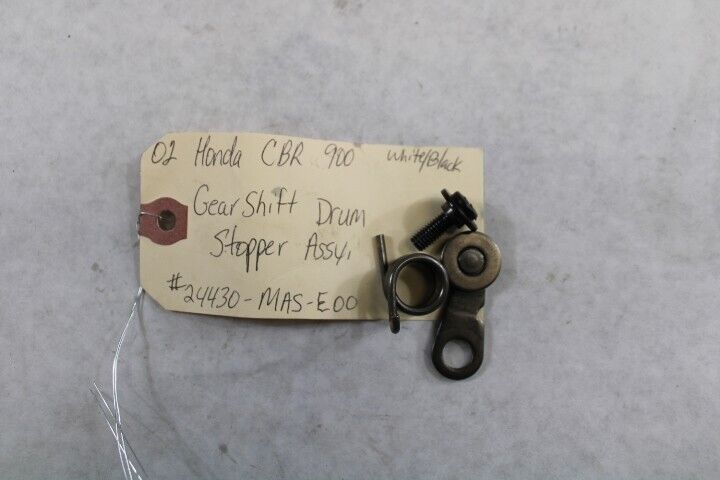 02 Honda CBR 900 White/Black
Gear Shift Drum
Stopper Assy.
#24430-MAS-E00